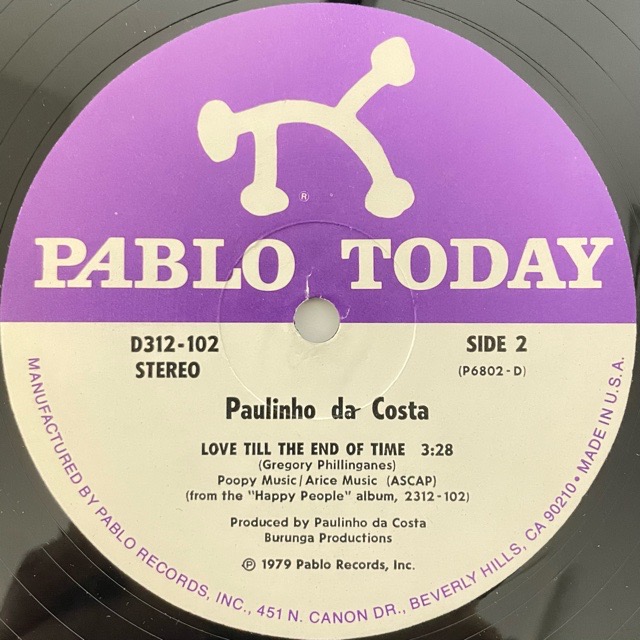 ®
PABLO TODAY
D312-102
STEREO
SIDE 2
(P6802-D)
Paulinho da Costa
LOVE TILL THE END OF TIME 3:28
(Gregory Phillinganes)
Poopy Music/Arice Music (ASCAP)
(from the "Happy People" album, 2312-102)
Produced by Paulinho da Costa
Burunga Productions
℗ 1979 Pablo Records, Inc.
MANUFACTURED BY PABLO RECORDS, INC., 451 N. CANON DR., BEVERLY HILLS, CA 90210 • MADE IN U.S.A.